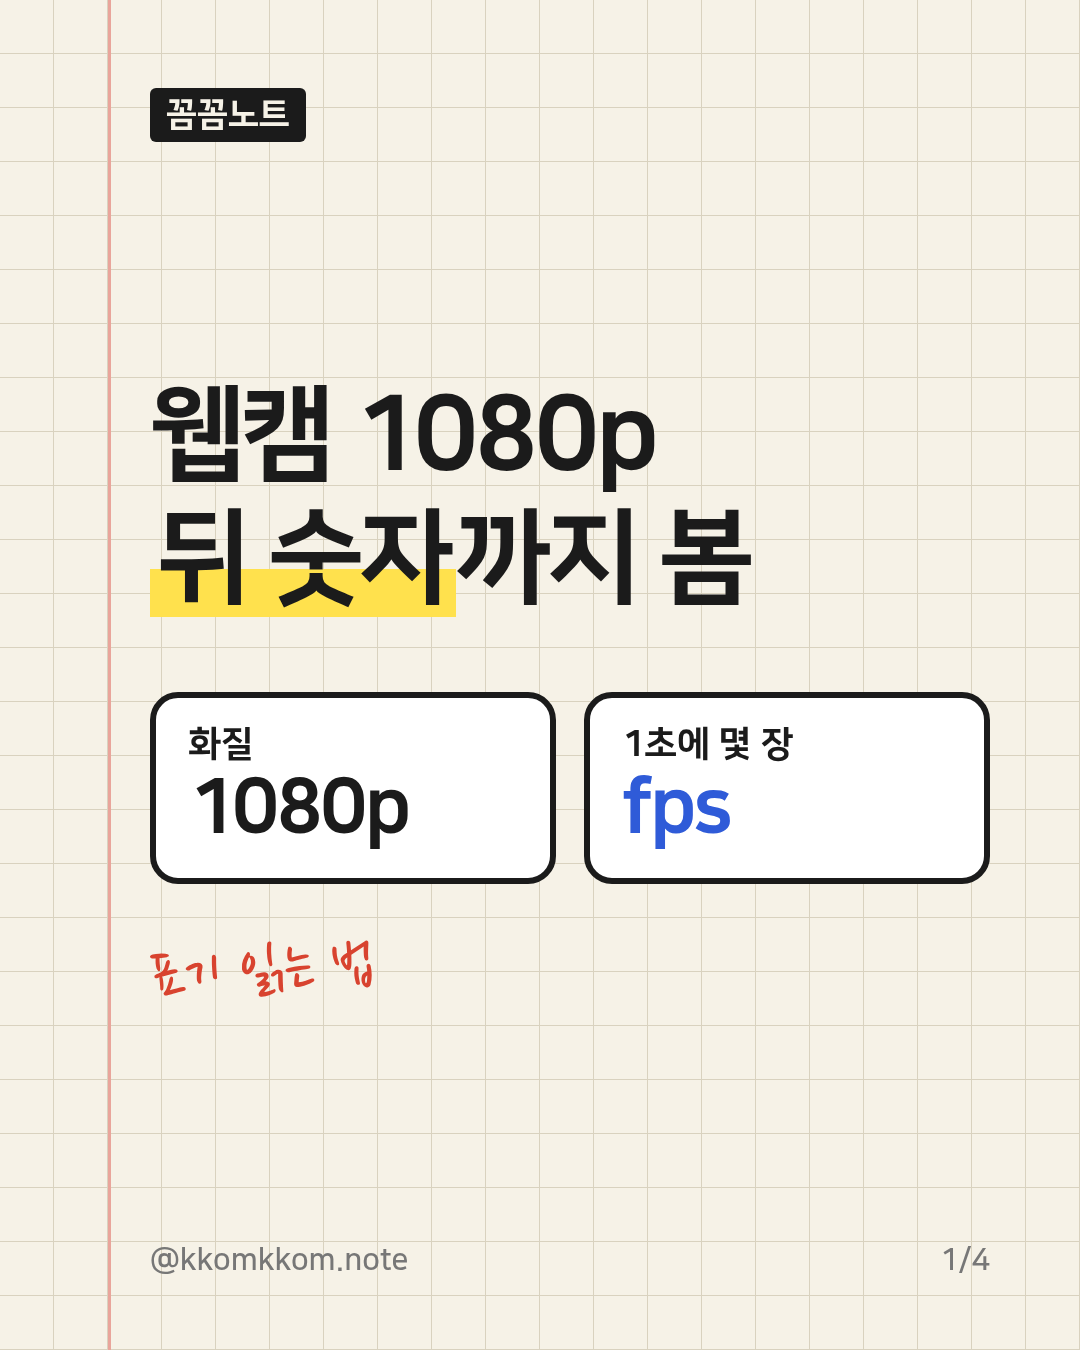 꼼꼼노트
웹캠 1080p
뒤 숫자까지 봄
화질
1080p
1초에 몇 장
fps
표기 읽는 법
@kkomkkom.note
1/4